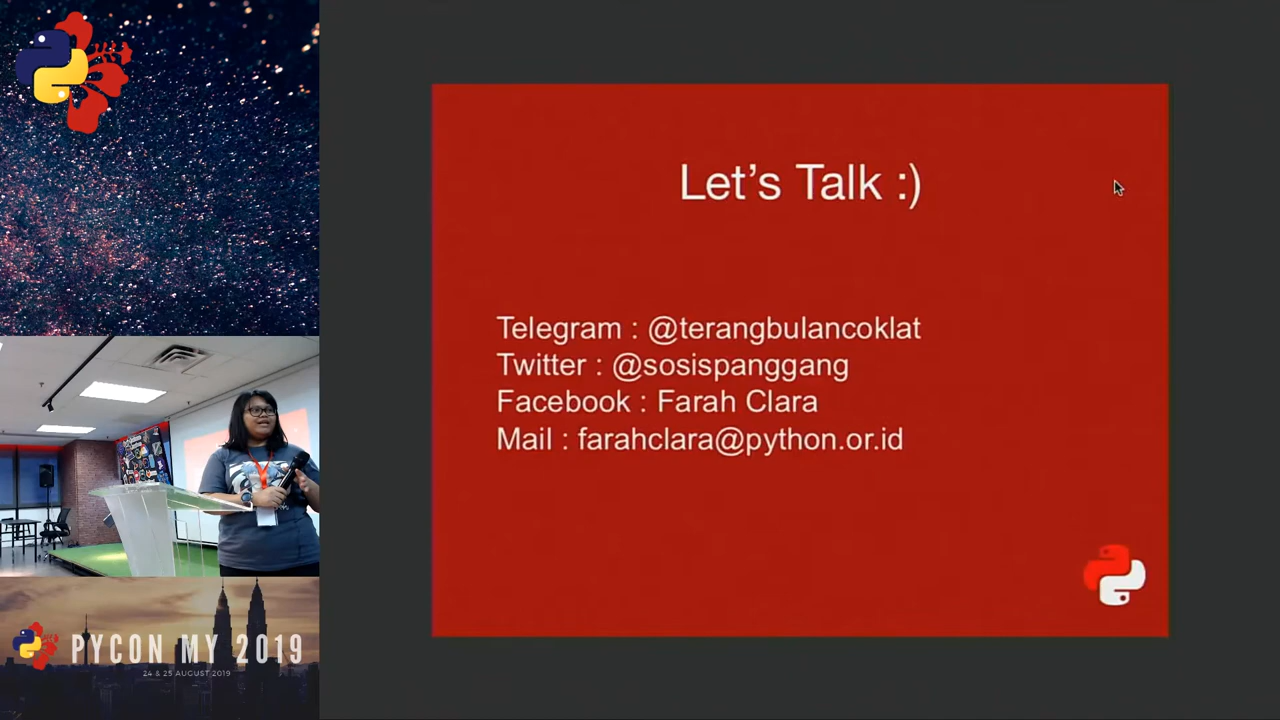 Let's Talk :)
Telegram : @terangbulancoklat
Twitter : @sosispanggang
Facebook : Farah Clara
Mail : farahclara@python.or.id
PYCON MY 2019
24 & 25 AUGUST 2019